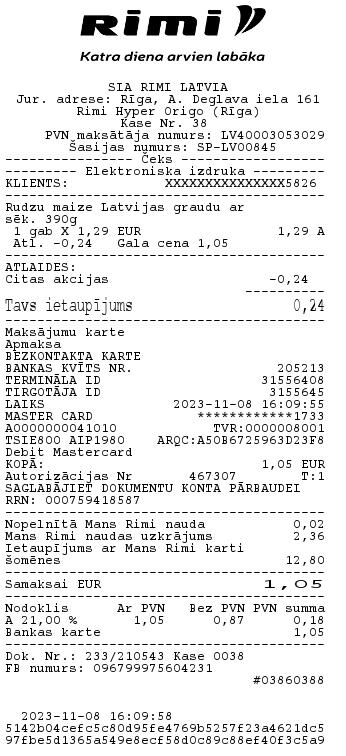 Rimi
Katra diena arvien labāka
SIA RIMI LATVIA
Jur. adrese: Rīga, A. Deglava iela 161
Rimi Hyper Origo (Rīga)
Kase Nr. 38
PVN maksātāja numurs: LV40003053029
Šasijas numurs: SP-LV00845
---------------- Čeks ------------------
---------- Elektroniska izdruka ---------
KLIENTS: XXXXXXXXXXXXXXX5826
Rudzu maize Latvijas graudu ar
sēk. 390g
1 gab X 1,29 EUR 1,29 A
Atl. -0,24 Gala cena 1,05
ATLAIDES:
Citas akcijas -0,24
Tavs ietaupījums 0,24
Maksājumu karte
Apmaksa
BEZKONTAKTA KARTE
BANKAS KVĪTS NR. 205213
TERMINĀLA ID 31556408
TIRGOTĀJA ID 3155645
LAIKS 2023-11-08 16:09:55
MASTER CARD ************1733
A0000000041010 TVR:0000008001
TSIE800 AIP1980 ARQC:A50B6725963D23F8
Debit Mastercard
KOPĀ: 1,05 EUR
Autorizācijas Nr 467307 T:1
SAGLABĀJIET DOKUMENTU KONTA PĀRBAUDEI
RRN: 000759418587
Nopelnītā Mans Rimi nauda 0,02
Mans Rimi naudas uzkrājums 2,36
Ietaupījums ar Mans Rimi karti
šomēnes 12,80
Samaksai EUR 1,05
Nodoklis Ar PVN Bez PVN PVN summa
A 21,00 % 1,05 0,87 0,18
Bankas karte 1,05
Dok. Nr.: 233/210543 Kase 0038
FB numurs: 096799975604231
#03860388
2023-11-08 16:09:58
5142b04cefc5c80d95fe4769b5257f23a4621dc5
97fbe5d1365a549e8ecf58d0c89c88ef40f3c5a9